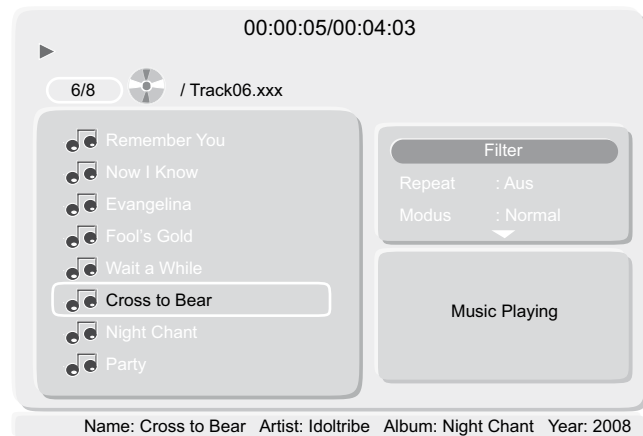 00:00:05/00:04:03
6/8 / Track06.xxx
Remember You
Now I Know
Evangelina
Fool's Gold
Wait a While
Cross to Bear
Night Chant
Party
Filter
Repeat : Aus
Modus : Normal
Music Playing
Name: Cross to Bear Artist: Idoltribe Album: Night Chant Year: 2008